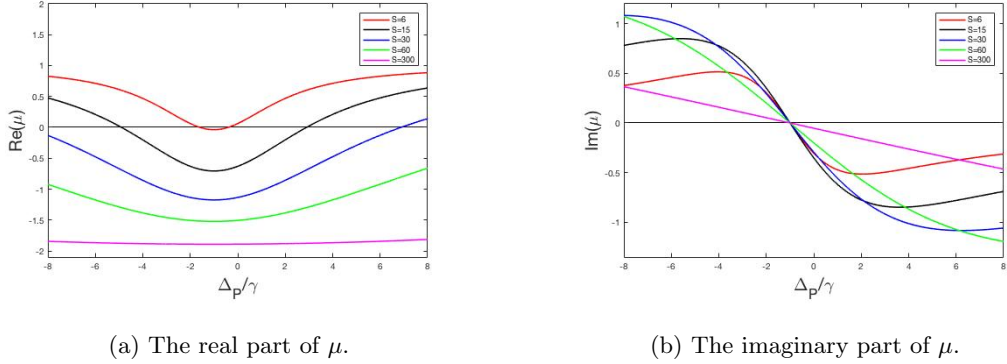 2
1.5
1
0.5
0
-0.5
-1
-1.5
-2
Re(μ)
-8
-6
-4
-2
0
2
4
6
8
Δ_P/γ
S=6
S=15
S=30
S=60
S=300
(a) The real part of μ.
1
0.5
0
-0.5
-1
Im(μ)
-8
-6
-4
-2
0
2
4
6
8
Δ_P/γ
S=6
S=15
S=30
S=60
S=300
(b) The imaginary part of μ.